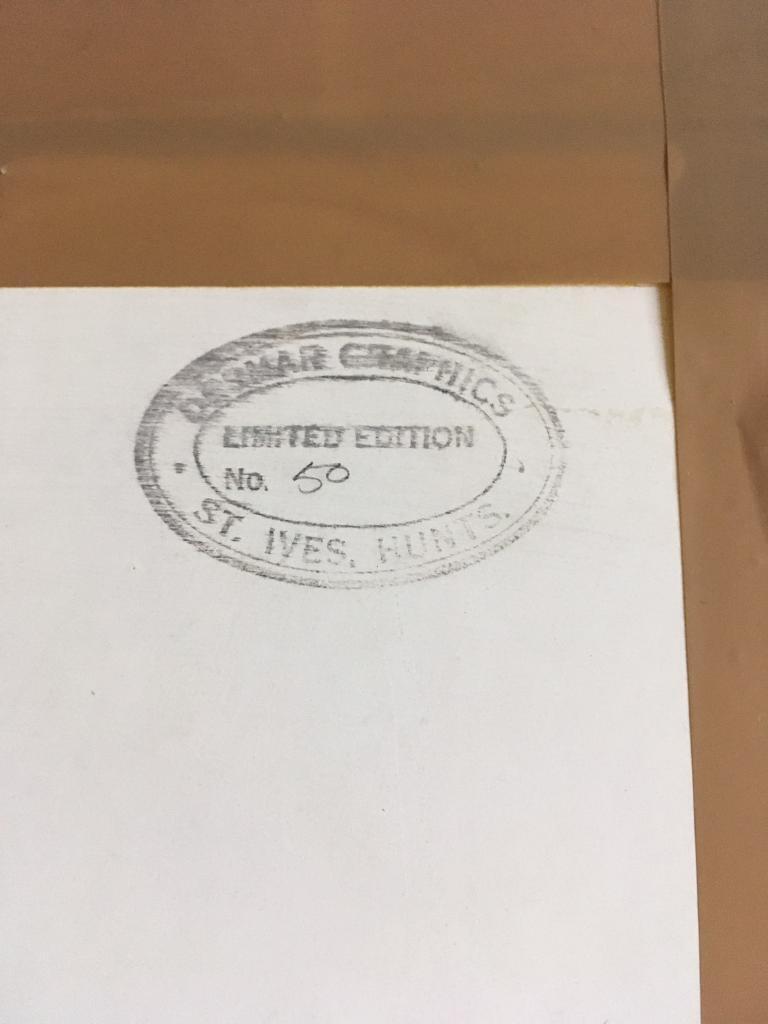 GRAPHICS
LIMITED EDITION
No. 50
ST. IVES, HUNTS.